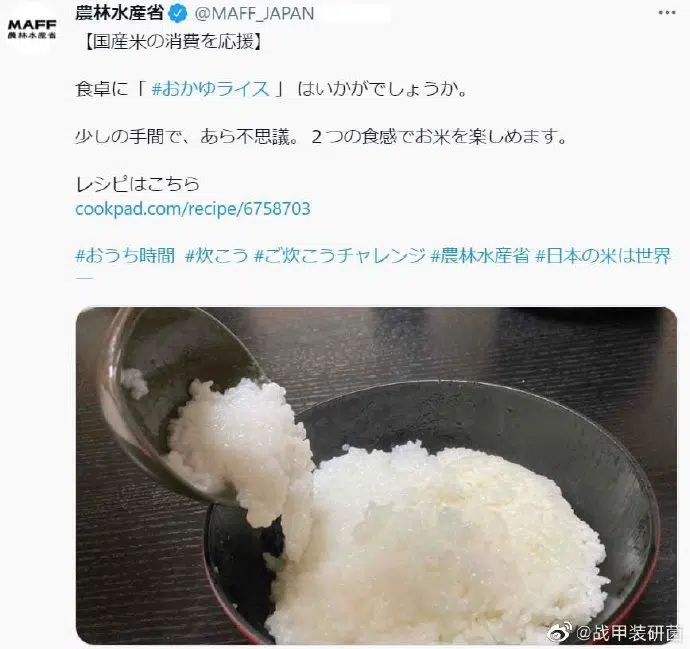 MAFF
農林水産省
農林水産省 @MAFF_JAPAN
【国産米の消費を応援】
食卓に「 #おかゆライス 」 はいかがでしょうか。
少しの手間で、あら不思議。２つの食感でお米を楽しめます。
レシピはこちら
cookpad.com/recipe/6758703
#おうち時間 #炊こう #ご炊こうチャレンジ #農林水産省 #日本の米は世界
一
@战甲装研菌